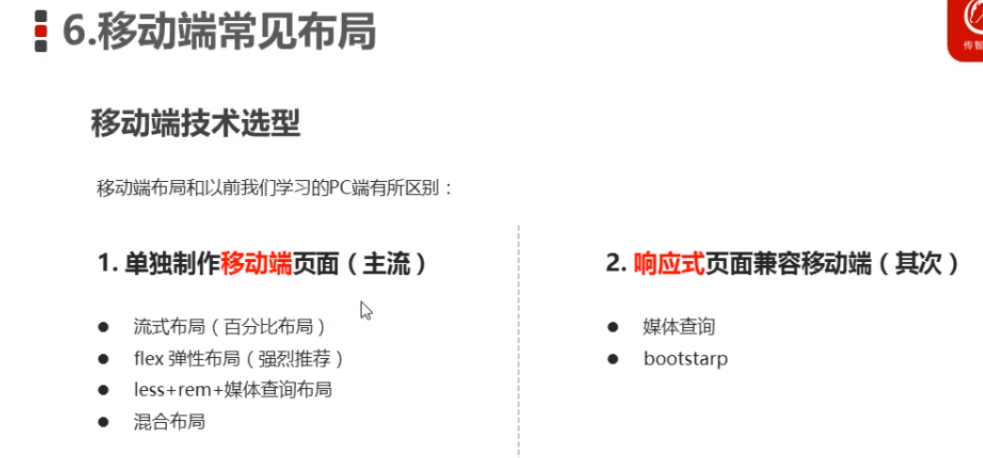 6.移动端常见布局
传智
移动端技术选型
移动端布局和以前我们学习的PC端有所区别：
1. 单独制作移动端页面（主流）
● 流式布局（百分比布局）
● flex 弹性布局（强烈推荐）
● less+rem+媒体查询布局
● 混合布局
2. 响应式页面兼容移动端（其次）
● 媒体查询
● bootstarp